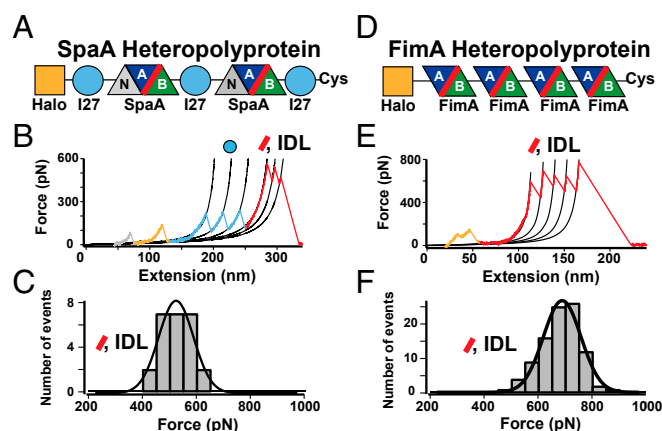 A
SpaA Heteropolyprotein
N A B N A B Cys
Halo I27 SpaA I27 SpaA I27
B
, IDL
Force (pN)
600
300
0
0 100 200 300
Extension (nm)
C
, IDL
Number of events
8
4
0
200 400 600 800 1000
Force (pN)
D
FimA Heteropolyprotein
A B A B A B A B Cys
Halo FimA FimA FimA FimA
E
, IDL
Force (pN)
800
400
0
0 50 100 150 200
Extension (nm)
F
, IDL
Number of events
20
10
0
200 400 600 800 1000
Force (pN)